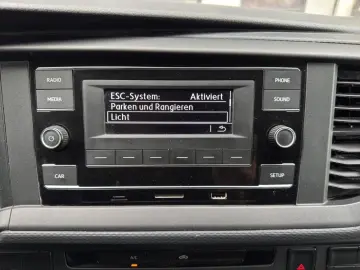 RADIO
PHONE
MEDIA
SOUND
ESC-System: Aktiviert
Parken und Rangieren
Licht
CAR
SETUP